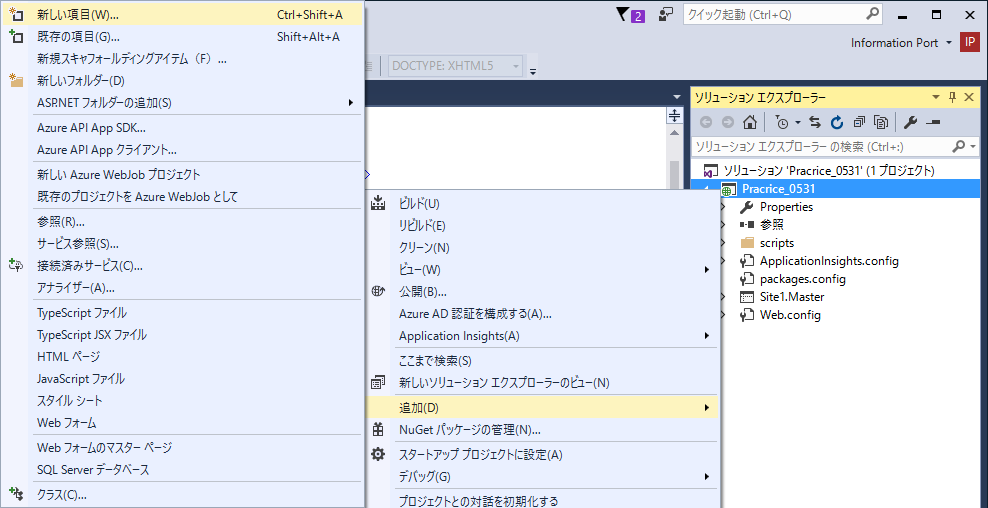 新しい項目(W)... Ctrl+Shift+A
既存の項目(G)... Shift+Alt+A
新規スキャフォールディングアイテム（F）...
新しいフォルダー(D)
ASP.NET フォルダーの追加(S)
Azure API App SDK...
Azure API App クライアント...
新しい Azure WebJob プロジェクト
既存のプロジェクトを Azure WebJob として
参照(R)...
サービス参照(S)...
接続済みサービス(C)...
アナライザー(A)...
TypeScript ファイル
TypeScript JSX ファイル
HTML ページ
JavaScript ファイル
スタイル シート
Web フォーム
Web フォームのマスター ページ
SQL Server データベース
クラス(C)...
2
クイック起動 (Ctrl+Q)
Information Port
IP
DOCTYPE: XHTML5
ビルド(U)
リビルド(E)
クリーン(N)
ビュー(W)
公開(B)...
Azure AD 認証を構成する(A)...
Application Insights(A)
ここまで検索(S)
新しいソリューション エクスプローラーのビュー(N)
追加(D)
NuGet パッケージの管理(N)...
スタートアップ プロジェクトに設定(A)
デバッグ(G)
プロジェクトとの対話を初期化する
ソリューション エクスプローラー
ソリューション エクスプローラー の検索 (Ctrl+:)
ソリューション 'Pracrice_0531' (1 プロジェクト)
Pracrice_0531
Properties
参照
scripts
ApplicationInsights.config
packages.config
Site1.Master
Web.config